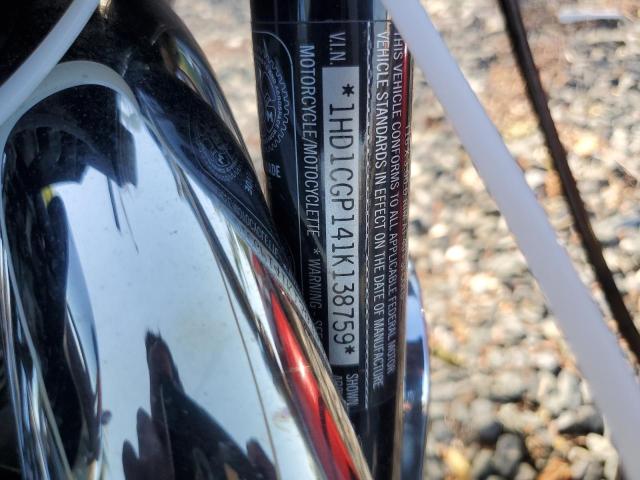 THIS VEHICLE CONFORMS TO ALL APPLICABLE FEDERAL MOTOR
VEHICLE STANDARDS IN EFFECT ON THE DATE OF MANUFACTURE
V.I.N. *1HD1CGP141K138759* SHOWN
MOTORCYCLE/MOTOCYCLETTE * WARNING -